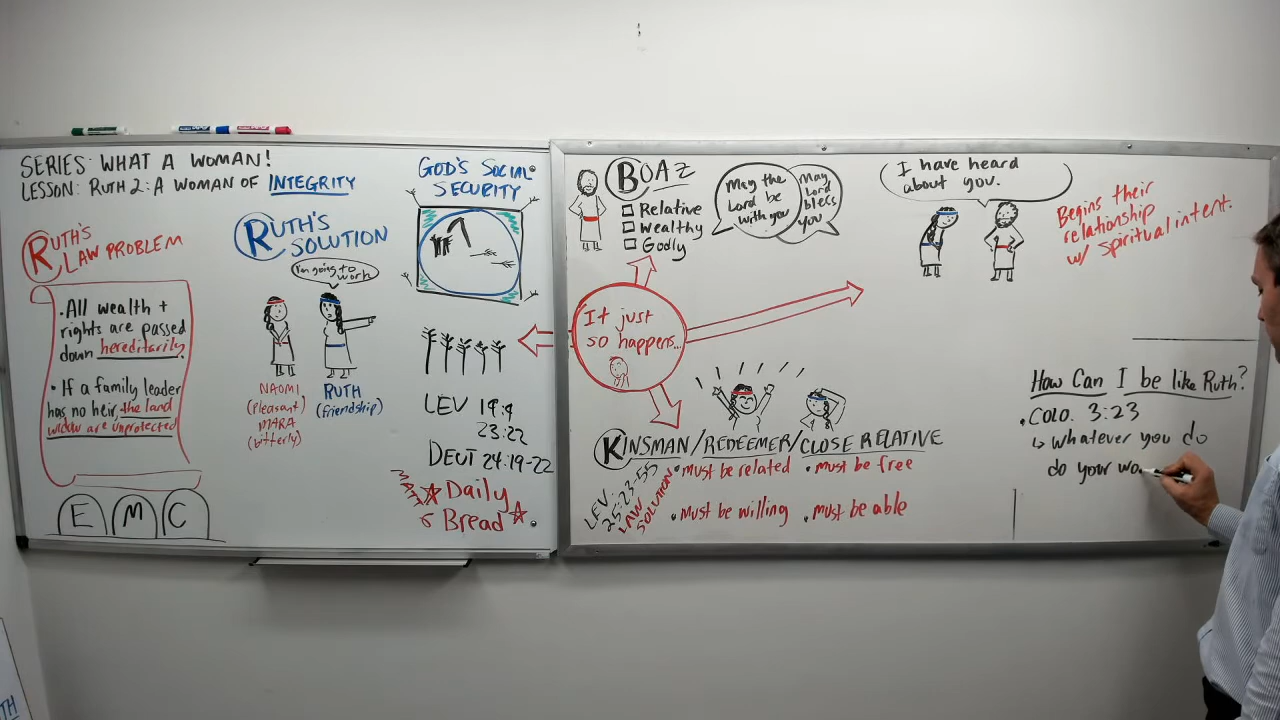 SERIES: WHAT A WOMAN!
LESSON: RUTH 2: A WOMAN OF INTEGRITY
RUTH'S
LAW PROBLEM
• All wealth +
rights are passed
down hereditarily.
• If a family leader
has no heir, the land
widow are unprotected
E M C
RUTH'S
SOLUTION
I'm going to
work
NAOMI
(pleasant)
MARA
(bitterly)
RUTH
(friendship)
GOD'S SOCIAL
SECURITY
LEV 19:9
23:22
DEUT 24:19-22
MATT 6
Daily
Bread
BOAZ
Relative
Wealthy
Godly
May the
Lord be
with you
May
Lord
bless
you
It just
so happens...
KINSMAN/REDEEMER/CLOSE RELATIVE
LEV.
25:23-55
LAW
SOLUTION
• must be related • must be free
• must be willing • must be able
I have heard
about you.
Begins their
relationship
w/ spiritual intent.
How Can I be like Ruth?
• COLO. 3:23
↳ whatever you do
do your wo
TH